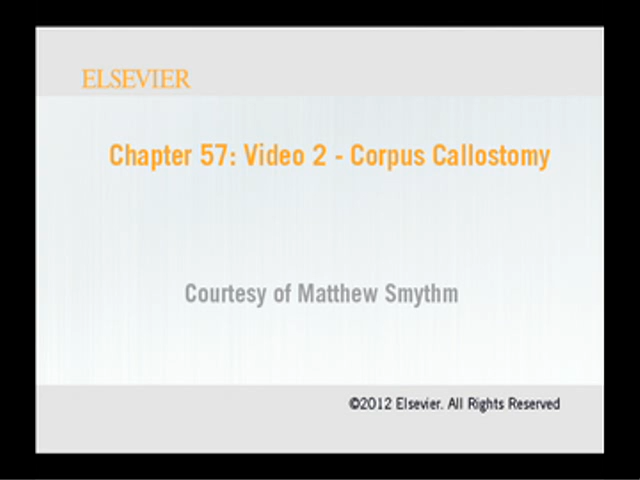 ELSEVIER
Chapter 57: Video 2 - Corpus Callostomy
Courtesy of Matthew Smythm
©2012 Elsevier. All Rights Reserved